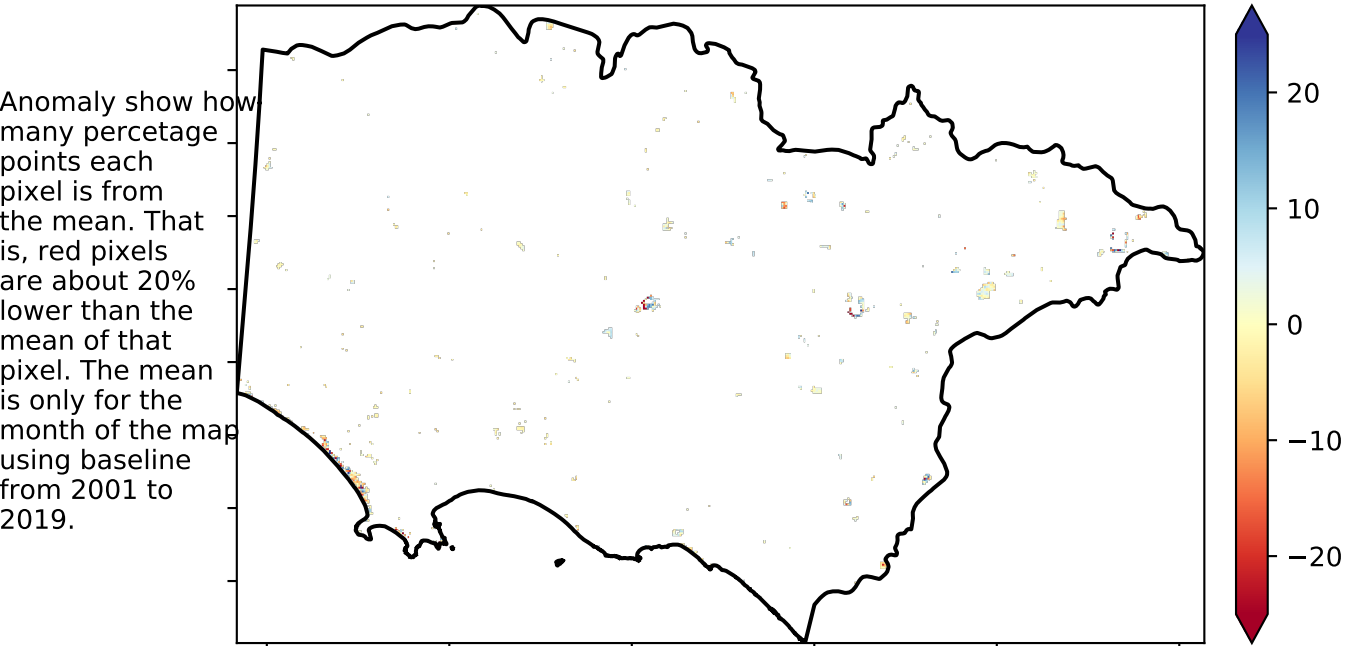 Anomaly show how
many percetage
points each
pixel is from
the mean. That
is, red pixels
are about 20%
lower than the
mean of that
pixel. The mean
is only for the
month of the map
using baseline
from 2001 to
2019.
20
10
0
−10
−20